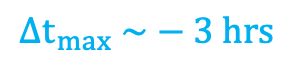 Δtmax ~ − 3 hrs